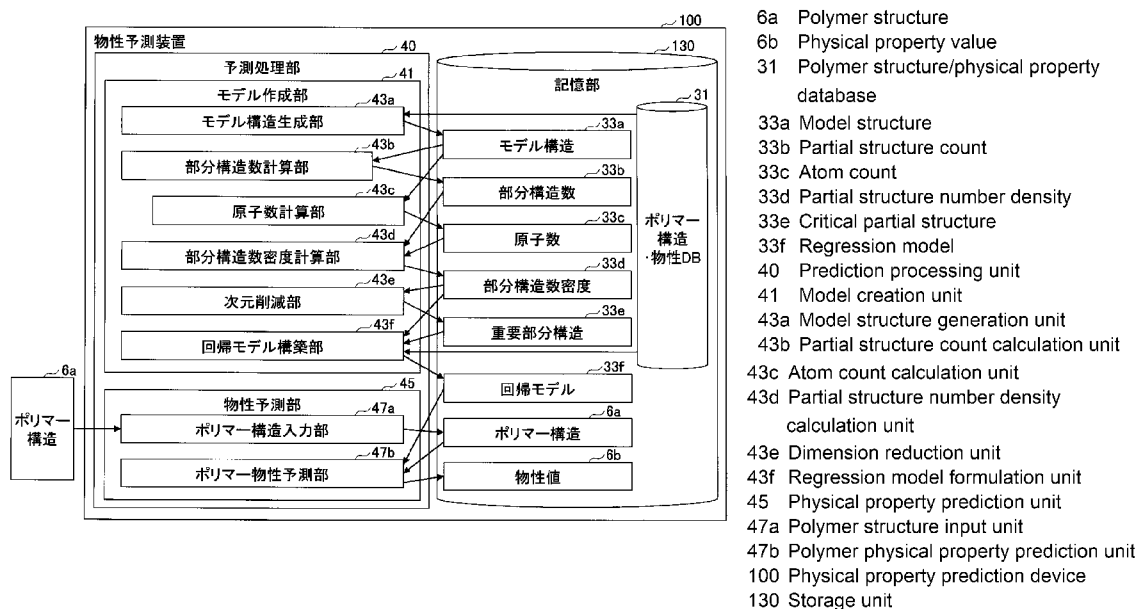 100
物性予測装置
40
130
予測処理部
41
記憶部
モデル作成部
31
43a
モデル構造生成部
33a
モデル構造
43b
部分構造数計算部
33b
部分構造数
43c
原子数計算部
33c
原子数
ポリマー
構造
・物性DB
43d
部分構造数密度計算部
33d
部分構造数密度
43e
次元削減部
33e
重要部分構造
43f
回帰モデル構築部
33f
回帰モデル
6a
ポリマー
構造
45
物性予測部
47a
ポリマー構造入力部
6a
ポリマー構造
47b
ポリマー物性予測部
6b
物性値
6a Polymer structure
6b Physical property value
31 Polymer structure/physical property
database
33a Model structure
33b Partial structure count
33c Atom count
33d Partial structure number density
33e Critical partial structure
33f Regression model
40 Prediction processing unit
41 Model creation unit
43a Model structure generation unit
43b Partial structure count calculation unit
43c Atom count calculation unit
43d Partial structure number density
calculation unit
43e Dimension reduction unit
43f Regression model formulation unit
45 Physical property prediction unit
47a Polymer structure input unit
47b Polymer physical property prediction unit
100 Physical property prediction device
130 Storage unit